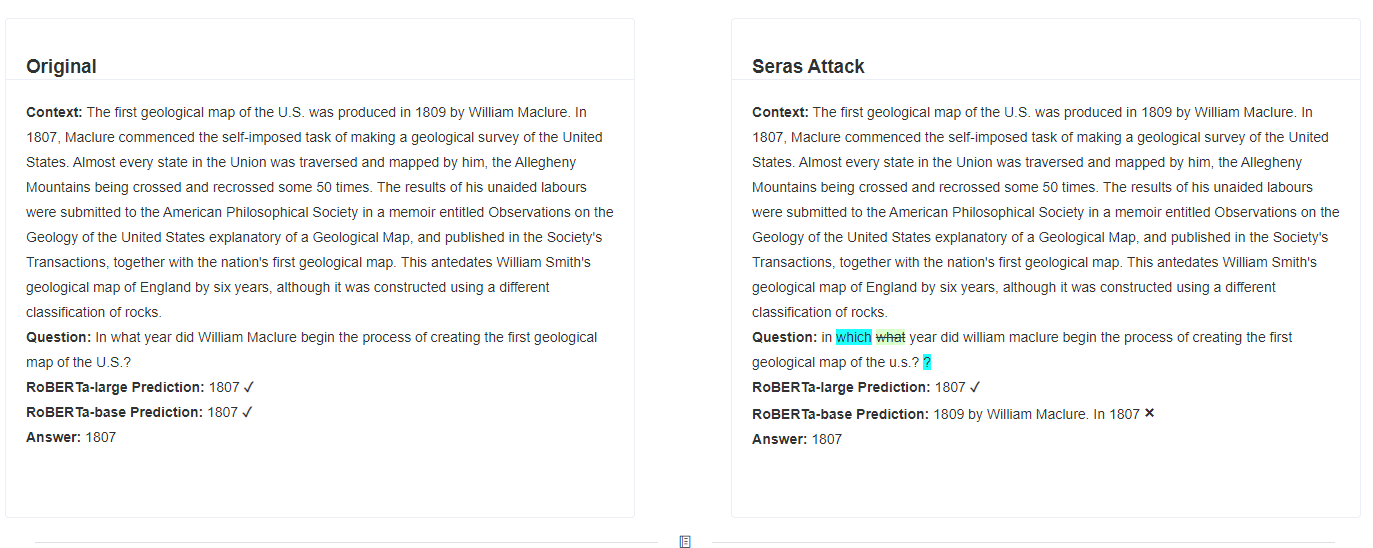 Original
Context: The first geological map of the U.S. was produced in 1809 by William Maclure. In
1807, Maclure commenced the self-imposed task of making a geological survey of the United
States. Almost every state in the Union was traversed and mapped by him, the Allegheny
Mountains being crossed and recrossed some 50 times. The results of his unaided labours
were submitted to the American Philosophical Society in a memoir entitled Observations on the
Geology of the United States explanatory of a Geological Map, and published in the Society's
Transactions, together with the nation's first geological map. This antedates William Smith's
geological map of England by six years, although it was constructed using a different
classification of rocks.
Question: In what year did William Maclure begin the process of creating the first geological
map of the U.S.?
RoBERTa-large Prediction: 1807 ✓
RoBERTa-base Prediction: 1807 ✓
Answer: 1807
Seras Attack
Context: The first geological map of the U.S. was produced in 1809 by William Maclure. In
1807, Maclure commenced the self-imposed task of making a geological survey of the United
States. Almost every state in the Union was traversed and mapped by him, the Allegheny
Mountains being crossed and recrossed some 50 times. The results of his unaided labours
were submitted to the American Philosophical Society in a memoir entitled Observations on the
Geology of the United States explanatory of a Geological Map, and published in the Society's
Transactions, together with the nation's first geological map. This antedates William Smith's
geological map of England by six years, although it was constructed using a different
classification of rocks.
Question: in which what year did william maclure begin the process of creating the first
geological map of the u.s.? ?
RoBERTa-large Prediction: 1807 ✓
RoBERTa-base Prediction: 1809 by William Maclure. In 1807 ✕
Answer: 1807